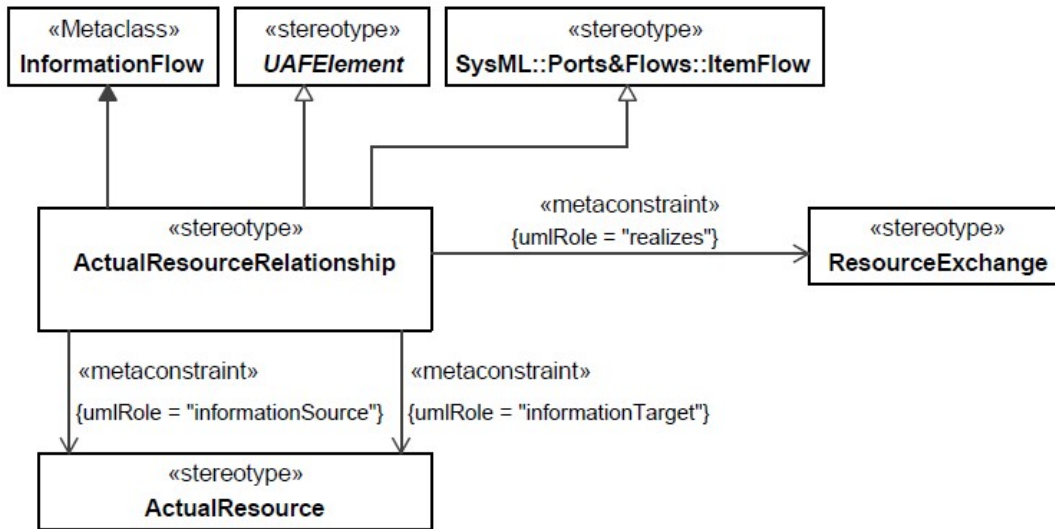 «Metaclass»
InformationFlow
«stereotype»
UAFElement
«stereotype»
SysML::Ports&Flows::ItemFlow
«stereotype»
ActualResourceRelationship
«metaconstraint»
{umlRole = "realizes"}
«stereotype»
ResourceExchange
«metaconstraint»
{umlRole = "informationSource"}
«metaconstraint»
{umlRole = "informationTarget"}
«stereotype»
ActualResource